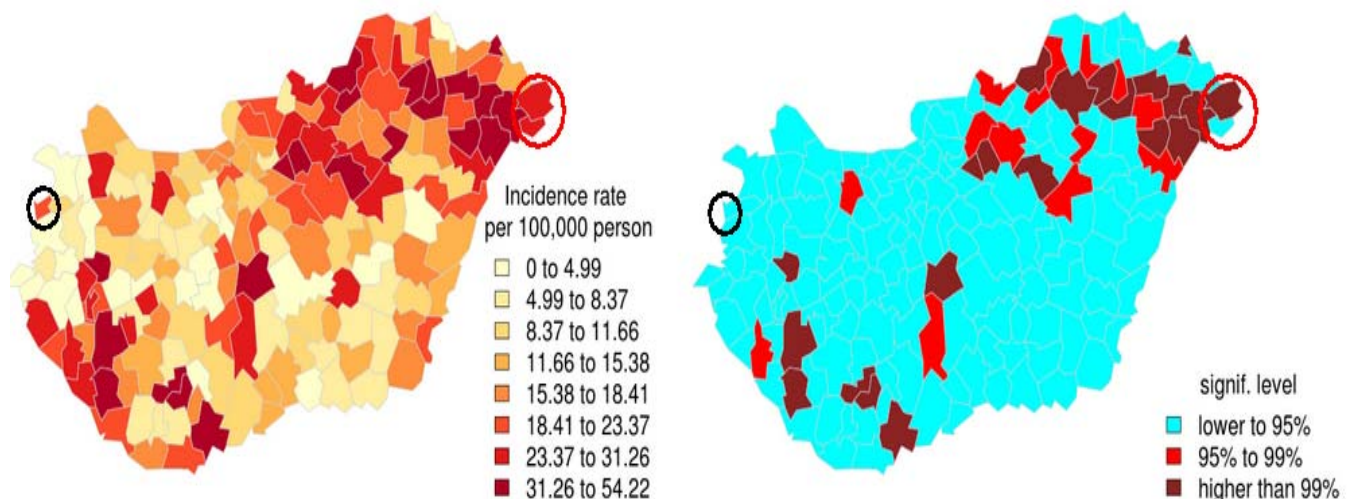 Incidence rate
per 100,000 person
0 to 4.99
4.99 to 8.37
8.37 to 11.66
11.66 to 15.38
15.38 to 18.41
18.41 to 23.37
23.37 to 31.26
31.26 to 54.22
signif. level
lower to 95%
95% to 99%
higher than 99%